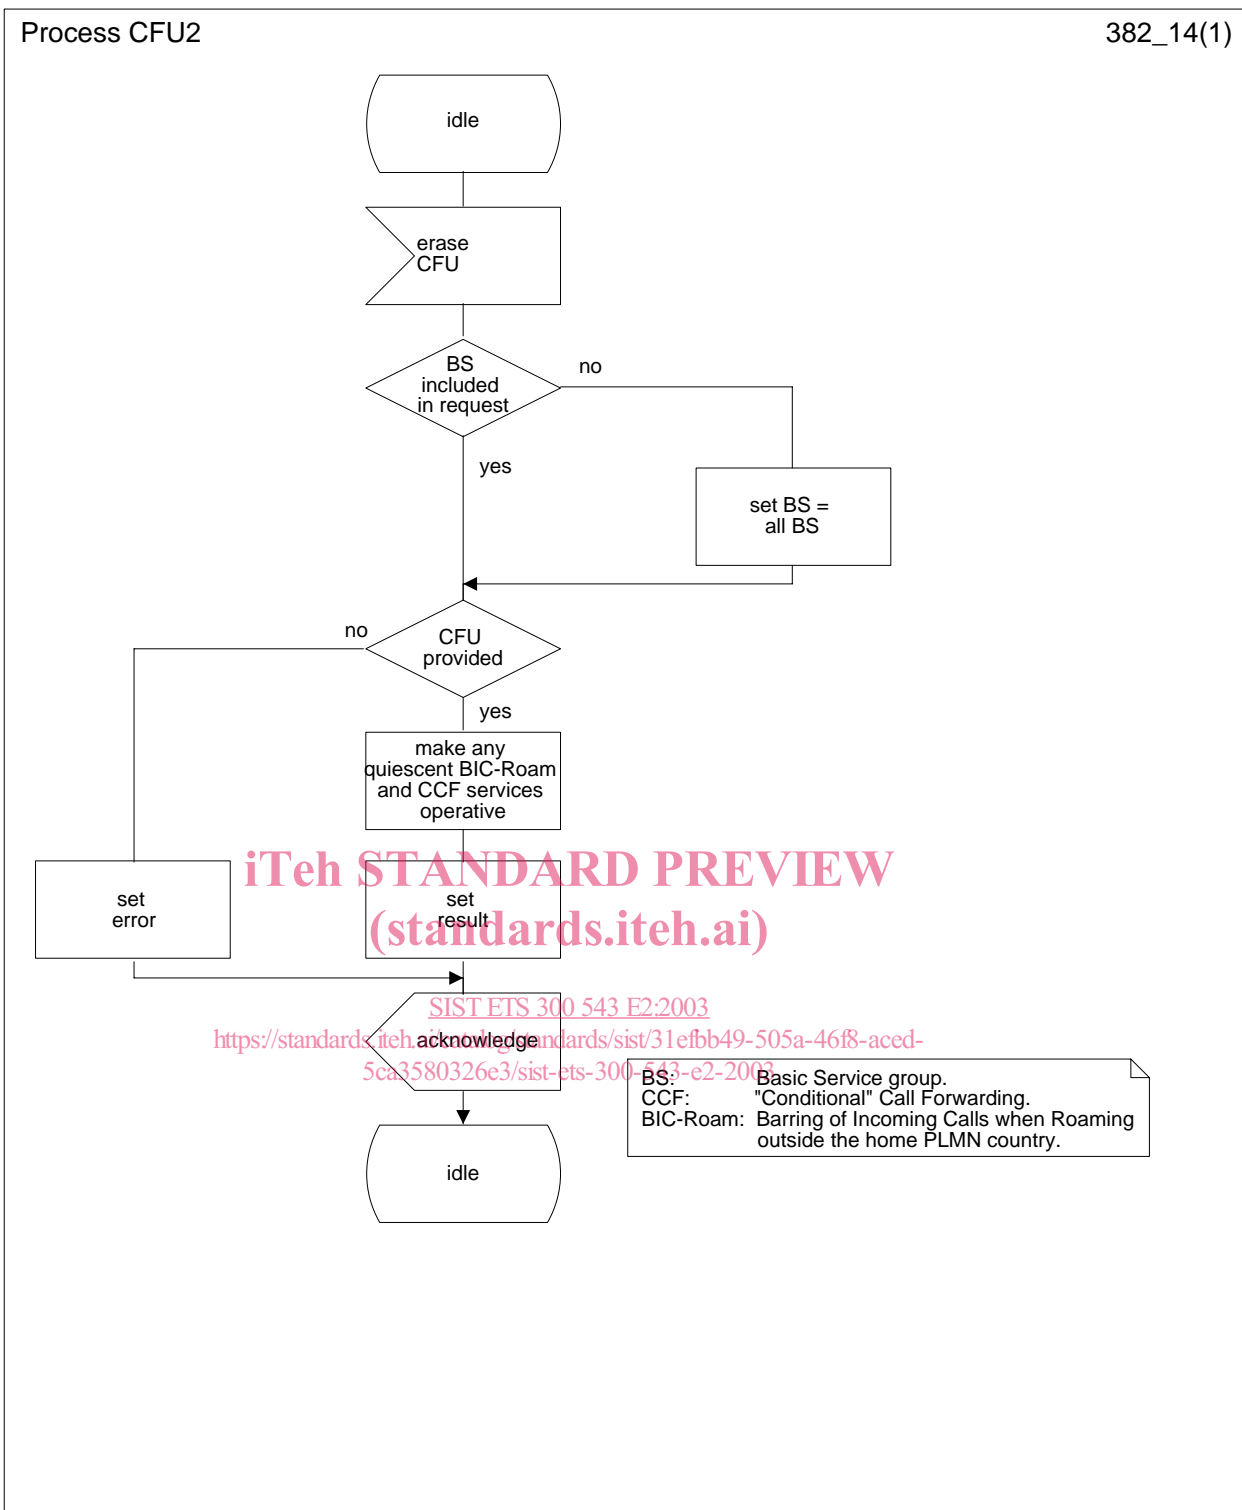 Process CFU2
382_14(1)
idle
erase
CFU
BS
included
in request
no
yes
set BS =
all BS
no
CFU
provided
yes
make any
quiescent BIC-Roam
and CCF services
operative
iTeh STANDARD PREVIEW
set
error
set
result
(standards.iteh.ai)
SIST ETS 300 543 E2:2003
acknowledge
https://standards.iteh.ai/catalog/standards/sist/31efbb49-505a-46f8-aced-
5ca3580326e3/sist-ets-300-543-e2-2003
BS: Basic Service group.
CCF: "Conditional" Call Forwarding.
BIC-Roam: Barring of Incoming Calls when Roaming
outside the home PLMN country.
idle